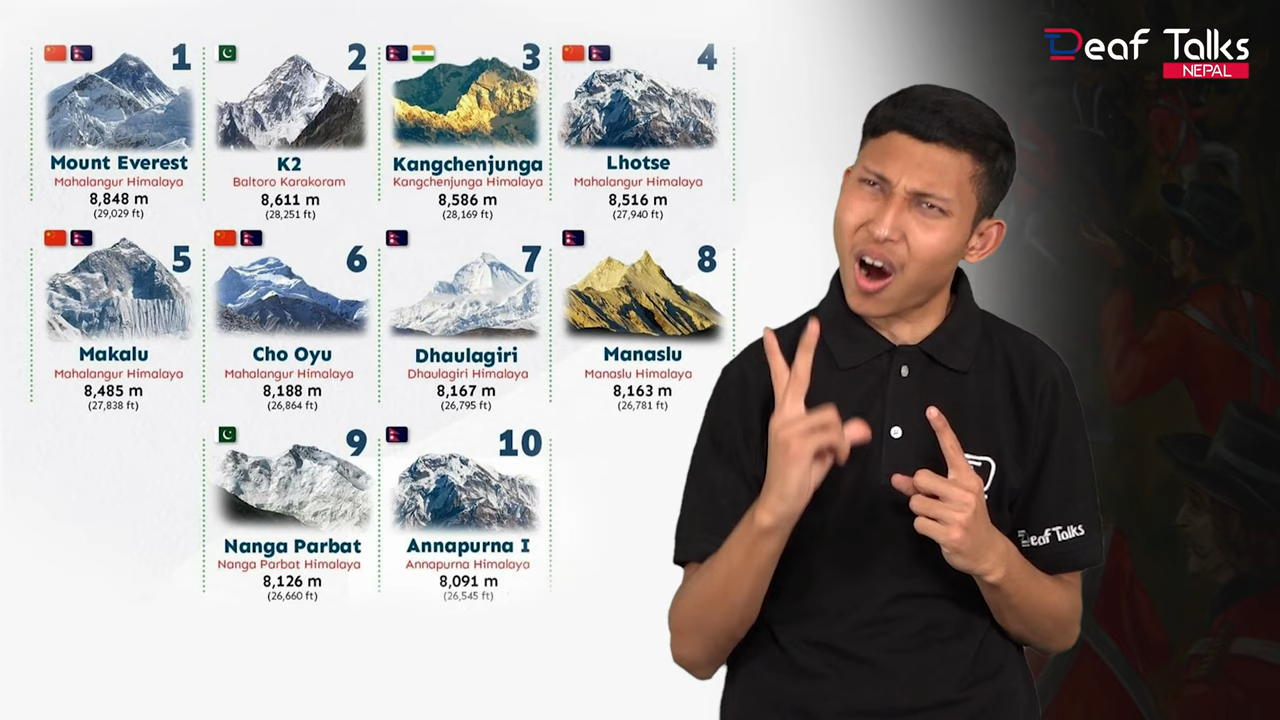 Deaf Talks
NEPAL
1
Mount Everest
Mahalangur Himalaya
8,848 m
(29,029 ft)
2
K2
Baltoro Karakoram
8,611 m
(28,251 ft)
3
Kangchenjunga
Kangchenjunga Himalaya
8,586 m
(28,169 ft)
4
Lhotse
Mahalangur Himalaya
8,516 m
(27,940 ft)
5
Makalu
Mahalangur Himalaya
8,485 m
(27,838 ft)
6
Cho Oyu
Mahalangur Himalaya
8,188 m
(26,864 ft)
7
Dhaulagiri
Dhaulagiri Himalaya
8,167 m
(26,795 ft)
8
Manaslu
Manaslu Himalaya
8,163 m
(26,781 ft)
9
Nanga Parbat
Nanga Parbat Himalaya
8,126 m
(26,660 ft)
10
Annapurna I
Annapurna Himalaya
8,091 m
(26,545 ft)
Deaf Talks